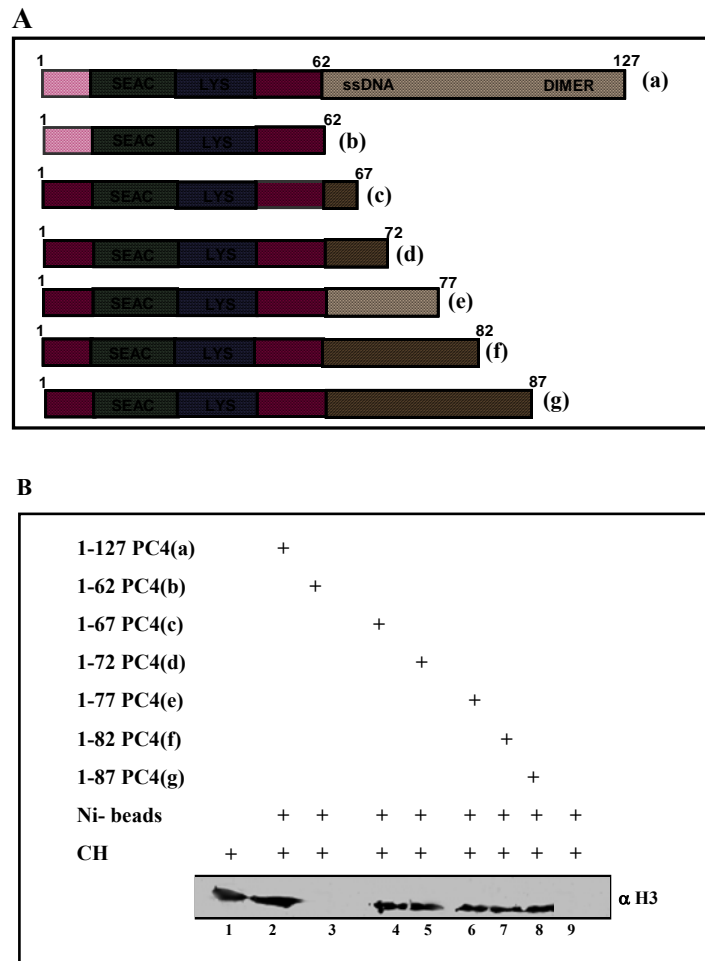 A
1 62 127
SEAC LYS ssDNA DIMER (a)
1 62
SEAC LYS (b)
1 67
SEAC LYS (c)
1 72
SEAC LYS (d)
1 77
SEAC LYS (e)
1 82
SEAC LYS (f)
1 87
SEAC LYS (g)
B
1-127 PC4(a) +
1-62 PC4(b) +
1-67 PC4(c) +
1-72 PC4(d) +
1-77 PC4(e) +
1-82 PC4(f) +
1-87 PC4(g) +
Ni- beads + + + + + + + +
CH + + + + + + + + +
α H3
1 2 3 4 5 6 7 8 9